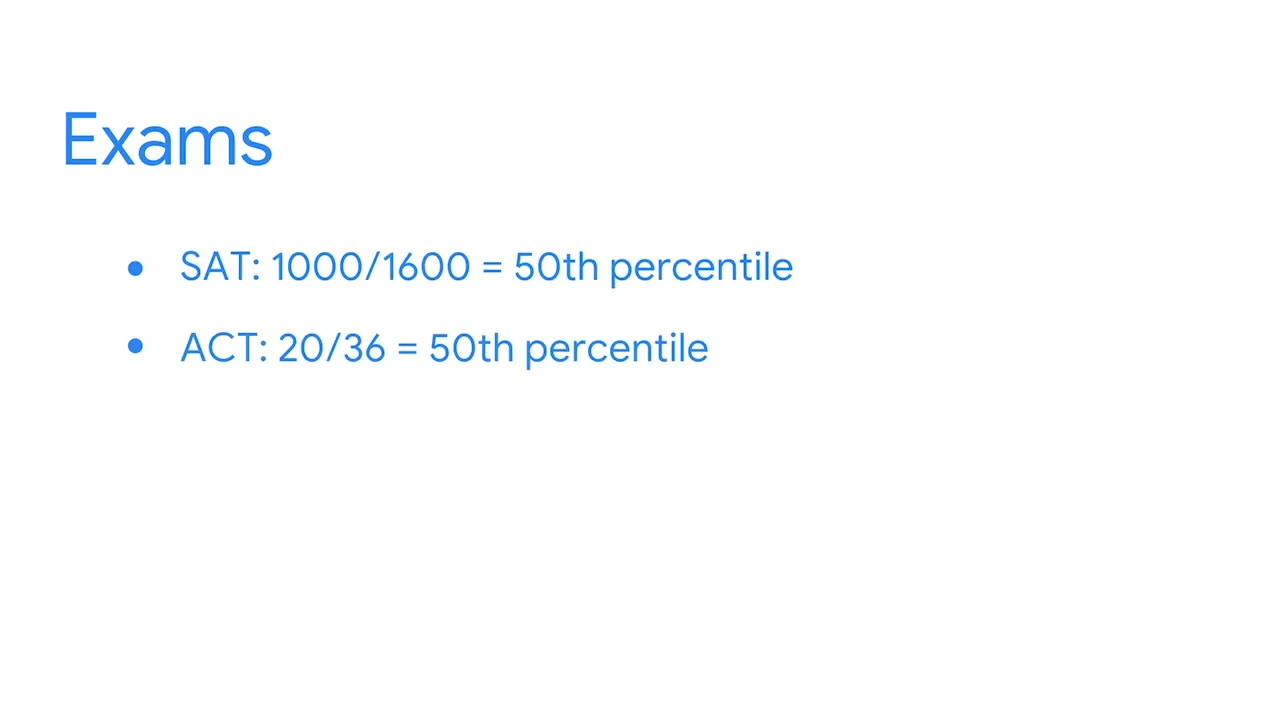 Exams
● SAT: 1000/1600 = 50th percentile
● ACT: 20/36 = 50th percentile